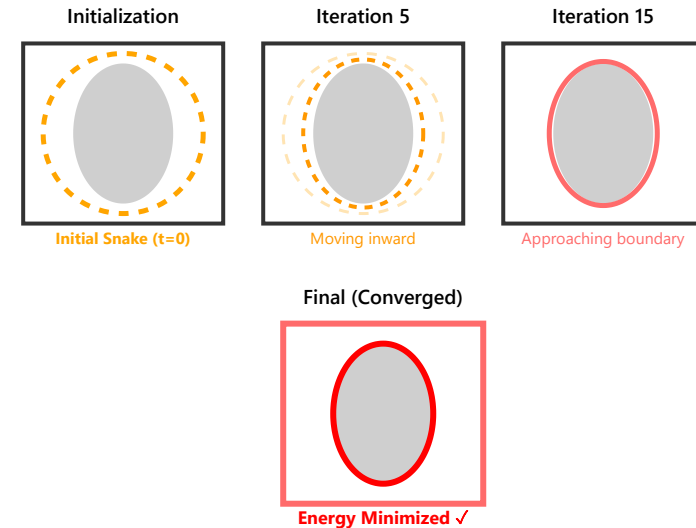 Initialization
Iteration 5
Iteration 15
Initial Snake (t=0)
Moving inward
Approaching boundary
Final (Converged)
Energy Minimized ✓